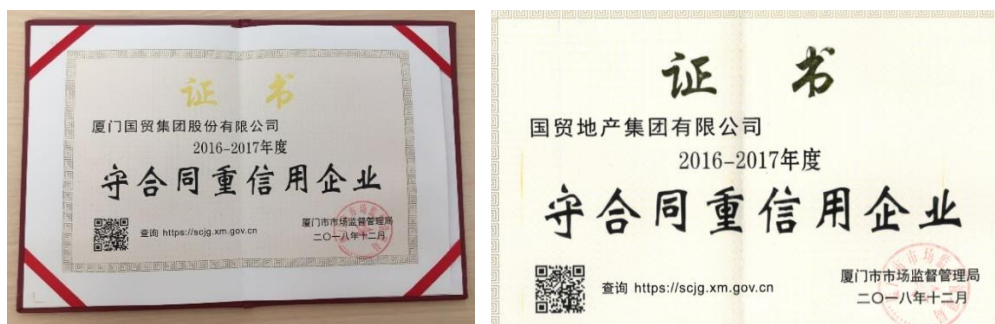 证 书
厦门国贸集团股份有限公司
2016-2017年度
守合同重信用企业
查询 https://scjg.xm.gov.cn
厦门市市场监督管理局
二〇一八年十二月
证 书
国贸地产集团有限公司
2016-2017年度
守合同重信用企业
查询 https://scjg.xm.gov.cn
厦门市市场监督管理局
二〇一八年十二月